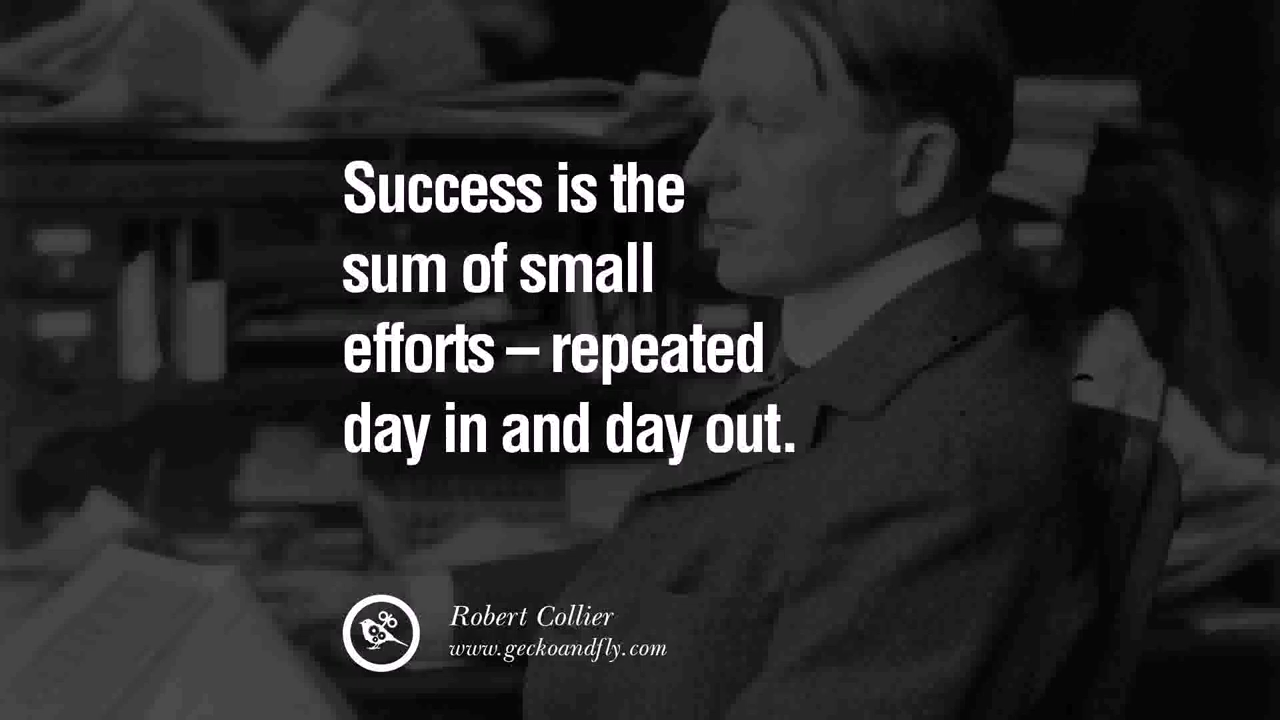 Success is the
sum of small
efforts – repeated
day in and day out.
Robert Collier
www.geckoandfly.com